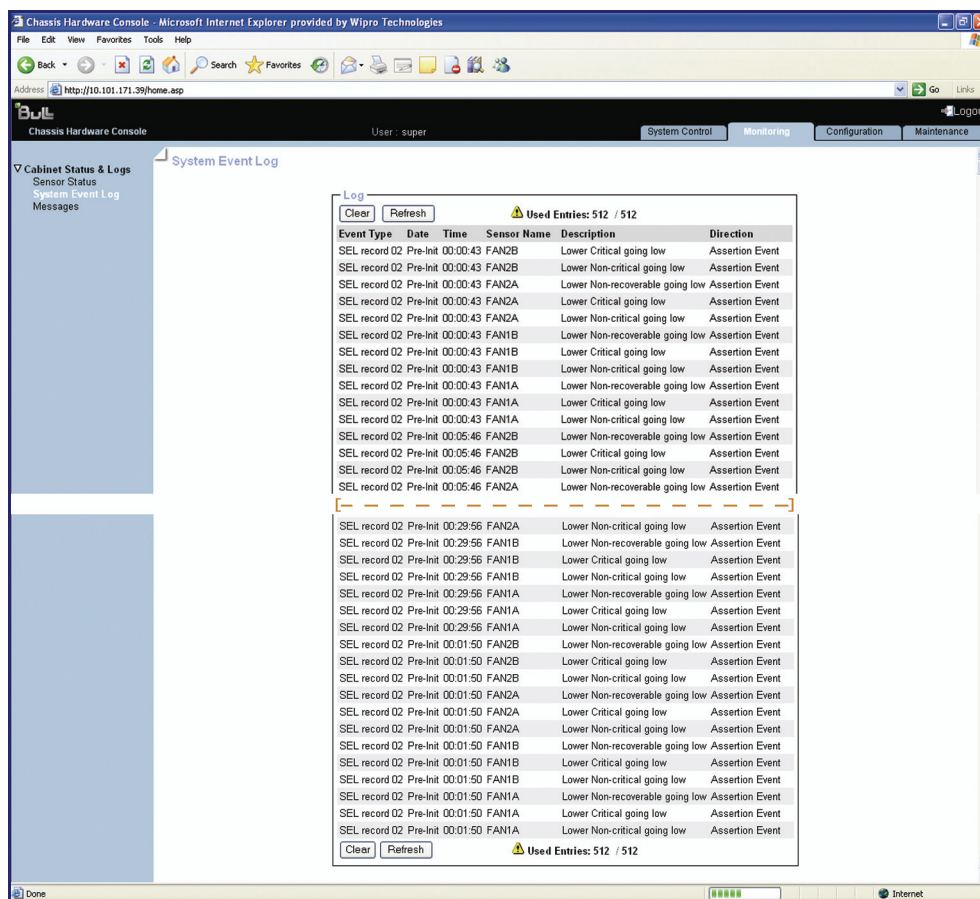 Chassis Hardware Console - Microsoft Internet Explorer provided by Wipro Technologies
File Edit View Favorites Tools Help
Back Search Favorites
Address http://10.101.171.39/home.asp Go Links
Bull Logou
Chassis Hardware Console User : super System Control Monitoring Configuration Maintenance
Cabinet Status & Logs
Sensor Status
System Event Log
Messages
System Event Log
Log
Clear Refresh Used Entries: 512 / 512
Event Type Date Time Sensor Name Description Direction
SEL record 02 Pre-Init 00:00:43 FAN2B Lower Critical going low Assertion Event
SEL record 02 Pre-Init 00:00:43 FAN2B Lower Non-critical going low Assertion Event
SEL record 02 Pre-Init 00:00:43 FAN2A Lower Non-recoverable going low Assertion Event
SEL record 02 Pre-Init 00:00:43 FAN2A Lower Critical going low Assertion Event
SEL record 02 Pre-Init 00:00:43 FAN2A Lower Non-critical going low Assertion Event
SEL record 02 Pre-Init 00:00:43 FAN1B Lower Non-recoverable going low Assertion Event
SEL record 02 Pre-Init 00:00:43 FAN1B Lower Critical going low Assertion Event
SEL record 02 Pre-Init 00:00:43 FAN1B Lower Non-critical going low Assertion Event
SEL record 02 Pre-Init 00:00:43 FAN1A Lower Non-recoverable going low Assertion Event
SEL record 02 Pre-Init 00:00:43 FAN1A Lower Critical going low Assertion Event
SEL record 02 Pre-Init 00:00:43 FAN1A Lower Non-critical going low Assertion Event
SEL record 02 Pre-Init 00:05:46 FAN2B Lower Non-recoverable going low Assertion Event
SEL record 02 Pre-Init 00:05:46 FAN2B Lower Critical going low Assertion Event
SEL record 02 Pre-Init 00:05:46 FAN2B Lower Non-critical going low Assertion Event
SEL record 02 Pre-Init 00:05:46 FAN2A Lower Non-recoverable going low Assertion Event
SEL record 02 Pre-Init 00:29:56 FAN2A Lower Non-critical going low Assertion Event
SEL record 02 Pre-Init 00:29:56 FAN1B Lower Non-recoverable going low Assertion Event
SEL record 02 Pre-Init 00:29:56 FAN1B Lower Critical going low Assertion Event
SEL record 02 Pre-Init 00:29:56 FAN1B Lower Non-critical going low Assertion Event
SEL record 02 Pre-Init 00:29:56 FAN1A Lower Non-recoverable going low Assertion Event
SEL record 02 Pre-Init 00:29:56 FAN1A Lower Critical going low Assertion Event
SEL record 02 Pre-Init 00:29:56 FAN1A Lower Non-critical going low Assertion Event
SEL record 02 Pre-Init 00:01:50 FAN2B Lower Non-recoverable going low Assertion Event
SEL record 02 Pre-Init 00:01:50 FAN2B Lower Critical going low Assertion Event
SEL record 02 Pre-Init 00:01:50 FAN2B Lower Non-critical going low Assertion Event
SEL record 02 Pre-Init 00:01:50 FAN2A Lower Non-recoverable going low Assertion Event
SEL record 02 Pre-Init 00:01:50 FAN2A Lower Critical going low Assertion Event
SEL record 02 Pre-Init 00:01:50 FAN2A Lower Non-critical going low Assertion Event
SEL record 02 Pre-Init 00:01:50 FAN1B Lower Non-recoverable going low Assertion Event
SEL record 02 Pre-Init 00:01:50 FAN1B Lower Critical going low Assertion Event
SEL record 02 Pre-Init 00:01:50 FAN1B Lower Non-critical going low Assertion Event
SEL record 02 Pre-Init 00:01:50 FAN1A Lower Non-recoverable going low Assertion Event
SEL record 02 Pre-Init 00:01:50 FAN1A Lower Critical going low Assertion Event
SEL record 02 Pre-Init 00:01:50 FAN1A Lower Non-critical going low Assertion Event
Clear Refresh Used Entries: 512 / 512
Done Internet